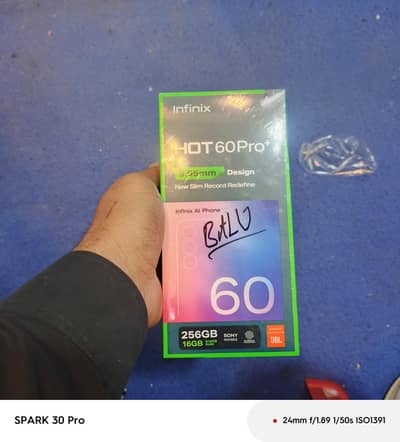 Infinix
HOT 60 Pro+
5.95mm Design
New Slim Record Redefine
Infinix AI Phone
60
256GB
16GB
SONY
JBL
SPARK 30 Pro
24mm f/1.89 1/50s ISO1391